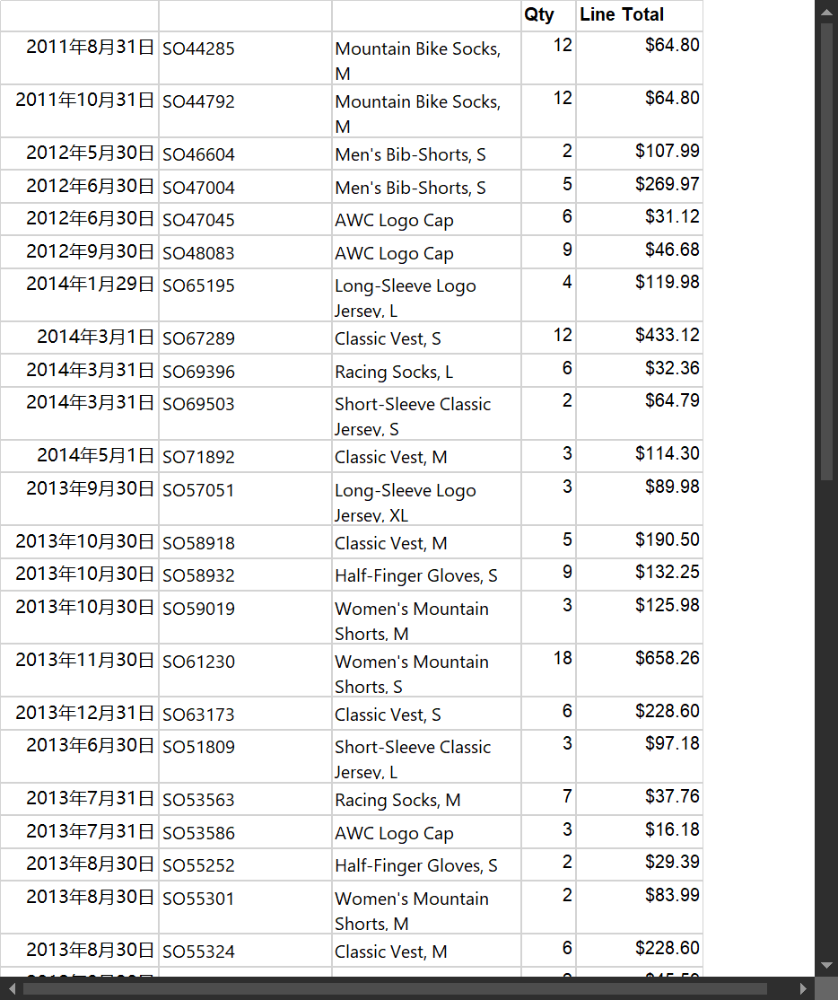 Qty Line Total
2011年8月31日 SO44285 Mountain Bike Socks, 12 $64.80
M
2011年10月31日 SO44792 Mountain Bike Socks, 12 $64.80
M
2012年5月30日 SO46604 Men's Bib-Shorts, S 2 $107.99
2012年6月30日 SO47004 Men's Bib-Shorts, S 5 $269.97
2012年6月30日 SO47045 AWC Logo Cap 6 $31.12
2012年9月30日 SO48083 AWC Logo Cap 9 $46.68
2014年1月29日 SO65195 Long-Sleeve Logo 4 $119.98
Jersey, L
2014年3月1日 SO67289 Classic Vest, S 12 $433.12
2014年3月31日 SO69396 Racing Socks, L 6 $32.36
2014年3月31日 SO69503 Short-Sleeve Classic 2 $64.79
Jersey, S
2014年5月1日 SO71892 Classic Vest, M 3 $114.30
2013年9月30日 SO57051 Long-Sleeve Logo 3 $89.98
Jersey, XL
2013年10月30日 SO58918 Classic Vest, M 5 $190.50
2013年10月30日 SO58932 Half-Finger Gloves, S 9 $132.25
2013年10月30日 SO59019 Women's Mountain 3 $125.98
Shorts, M
2013年11月30日 SO61230 Women's Mountain 18 $658.26
Shorts, S
2013年12月31日 SO63173 Classic Vest, S 6 $228.60
2013年6月30日 SO51809 Short-Sleeve Classic 3 $97.18
Jersey, L
2013年7月31日 SO53563 Racing Socks, M 7 $37.76
2013年7月31日 SO53586 AWC Logo Cap 3 $16.18
2013年8月30日 SO55252 Half-Finger Gloves, S 2 $29.39
2013年8月30日 SO55301 Women's Mountain 2 $83.99
Shorts, M
2013年8月30日 SO55324 Classic Vest, M 6 $228.60